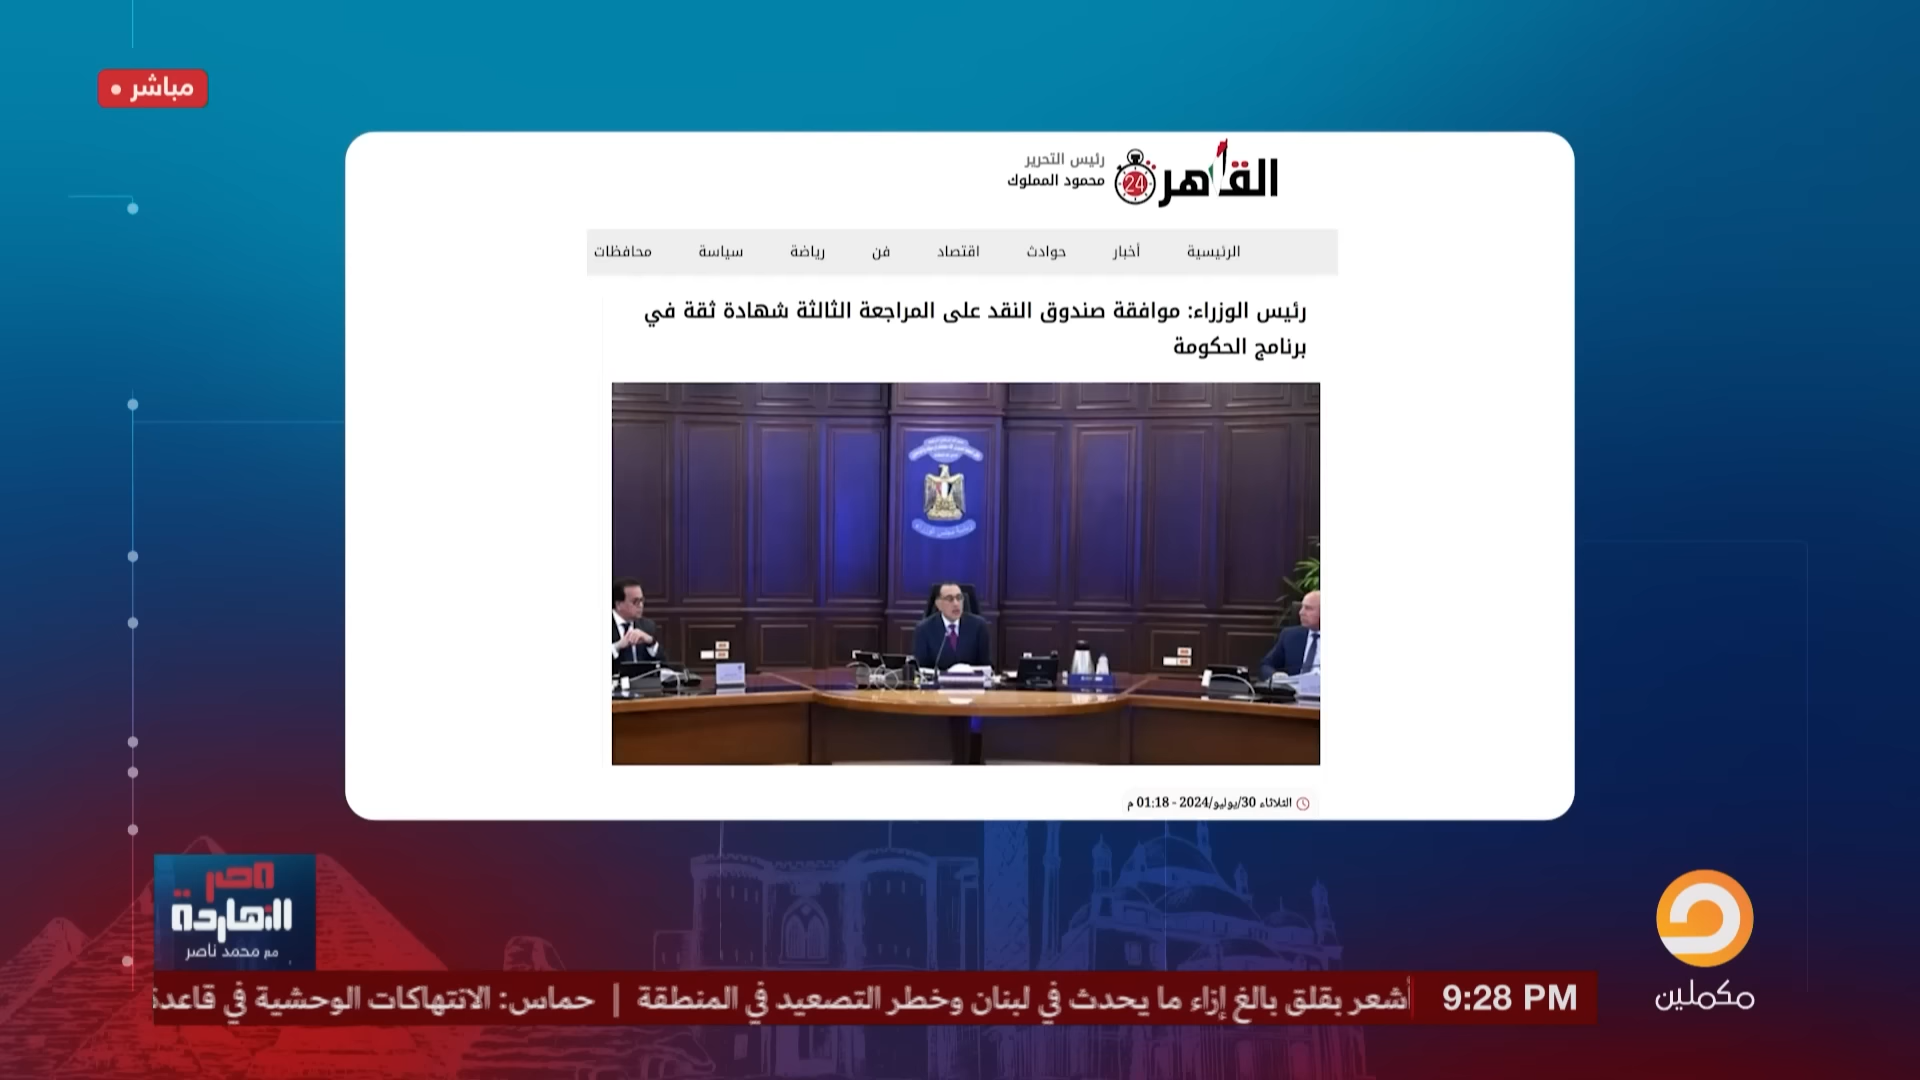 مباشر
القاهرة 24
رئيس التحرير
محمود المملوك
الرئيسية أخبار حوادث اقتصاد فن رياضة سياسة محافظات
رئيس الوزراء: موافقة صندوق النقد على المراجعة الثالثة شهادة ثقة في
برنامج الحكومة
الثلاثاء 30/يوليو/2024 - 01:18 م
مصر
النهاردة
مع محمد ناصر
أشعر بقلق بالغ إزاء ما يحدث في لبنان وخطر التصعيد في المنطقة | حماس: الانتهاكات الوحشية في قاعدة
9:28 PM
مكملين